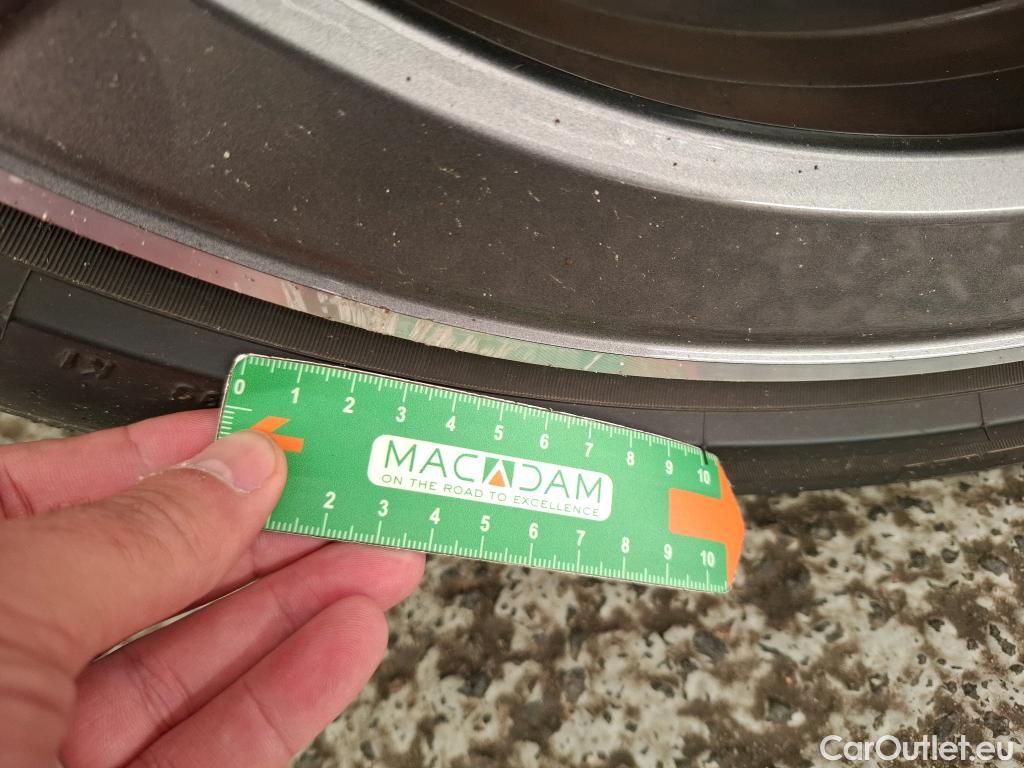 0 1 2 3 4 5 6 7 8 9 10
MACADAM
ON THE ROAD TO EXCELLENCE
2 3 4 5 6 7 8 9 10
CarOutlet.eu